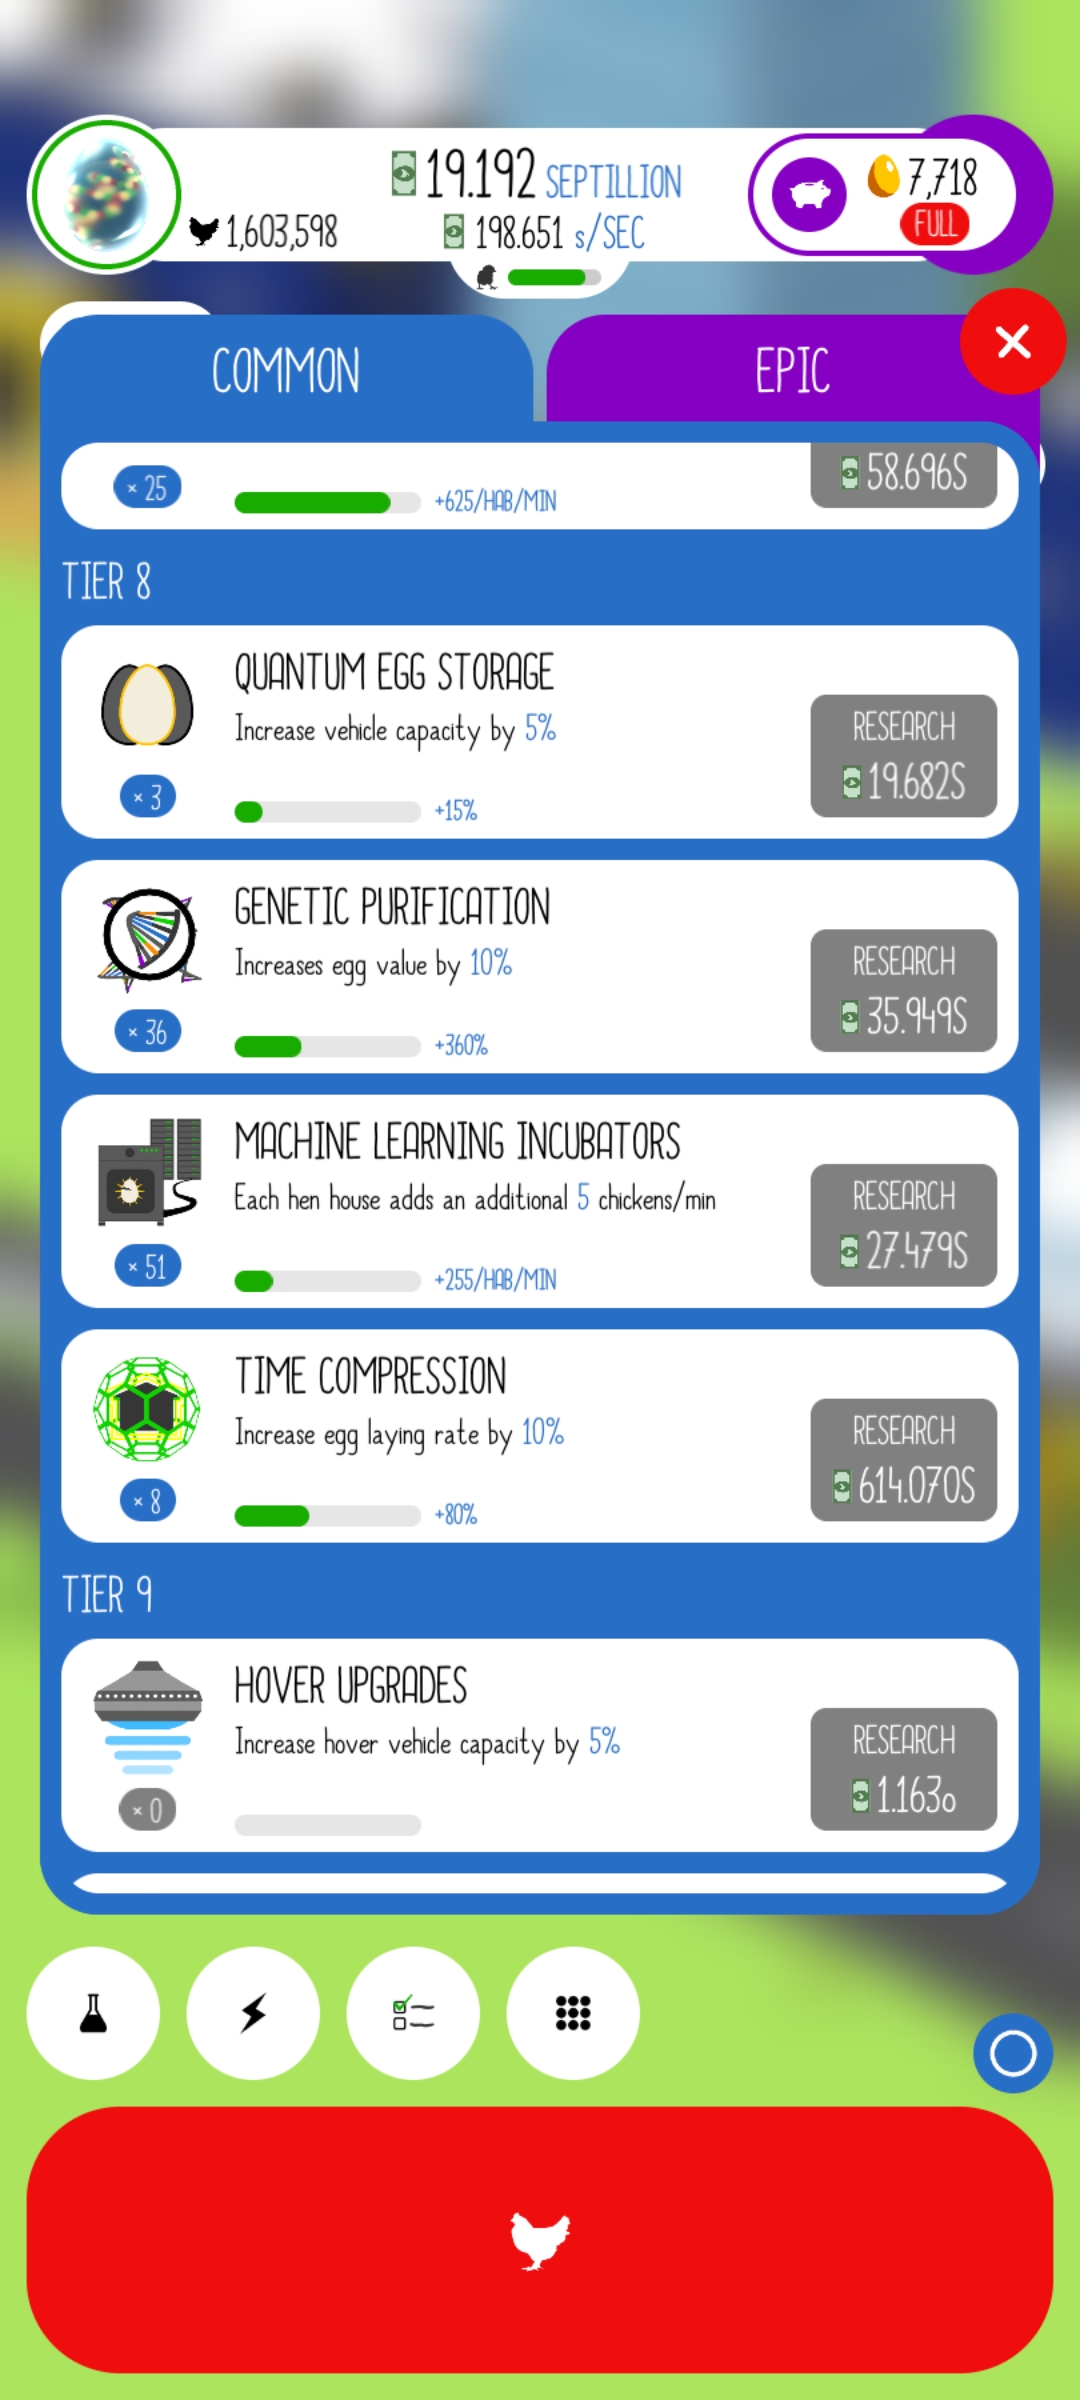 19.192 SEPTILLION
7,718
1,603,598
198.651 s/SEC
FULL
COMMON
EPIC
58.696S
× 25
+625/HAB/MIN
TIER 8
QUANTUM EGG STORAGE
Increase vehicle capacity by 5%
RESEARCH
19.682S
× 3
+15%
GENETIC PURIFICATION
Increases egg value by 10%
RESEARCH
35.949S
× 36
+360%
MACHINE LEARNING INCUBATORS
Each hen house adds an additional 5 chickens/min
RESEARCH
27.479S
× 51
+255/HAB/MIN
TIME COMPRESSION
Increase egg laying rate by 10%
RESEARCH
614.070S
× 8
+80%
TIER 9
HOVER UPGRADES
Increase hover vehicle capacity by 5%
RESEARCH
1.163o
× 0